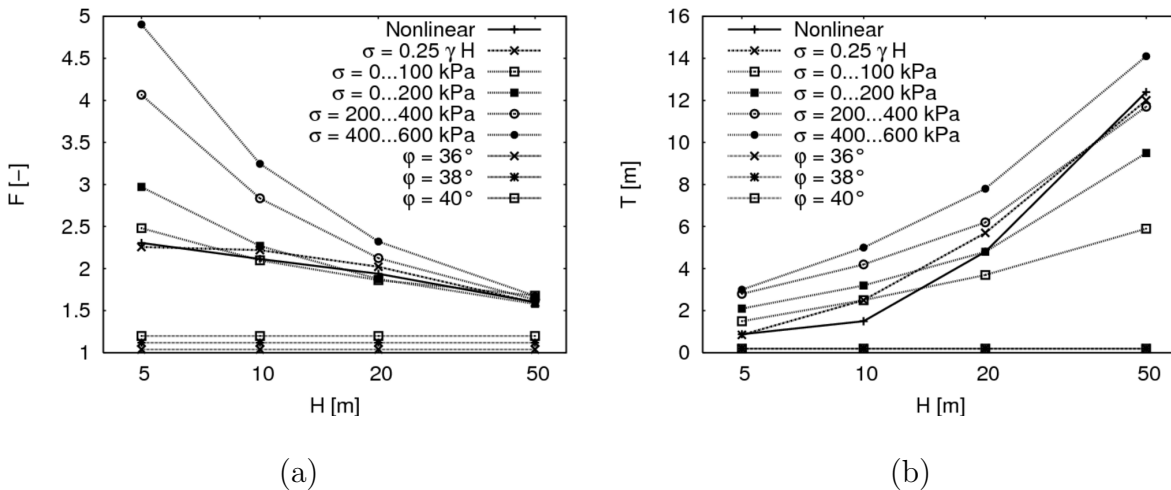 5
4.5
4
3.5
3
2.5
2
1.5
1
F [–]
5 10 20 50
H [m]
Nonlinear
σ = 0.25 γ H
σ = 0...100 kPa
σ = 0...200 kPa
σ = 200...400 kPa
σ = 400...600 kPa
φ = 36°
φ = 38°
φ = 40°
(a)
16
14
12
10
8
6
4
2
0
T [m]
5 10 20 50
H [m]
Nonlinear
σ = 0.25 γ H
σ = 0...100 kPa
σ = 0...200 kPa
σ = 200...400 kPa
σ = 400...600 kPa
φ = 36°
φ = 38°
φ = 40°
(b)